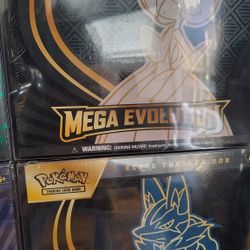 MEGA EVOLUTION
WARNING: CHOKING HAZARD
ELITE TRAINER BOX
POKÉMON
TRADING CARD GAME